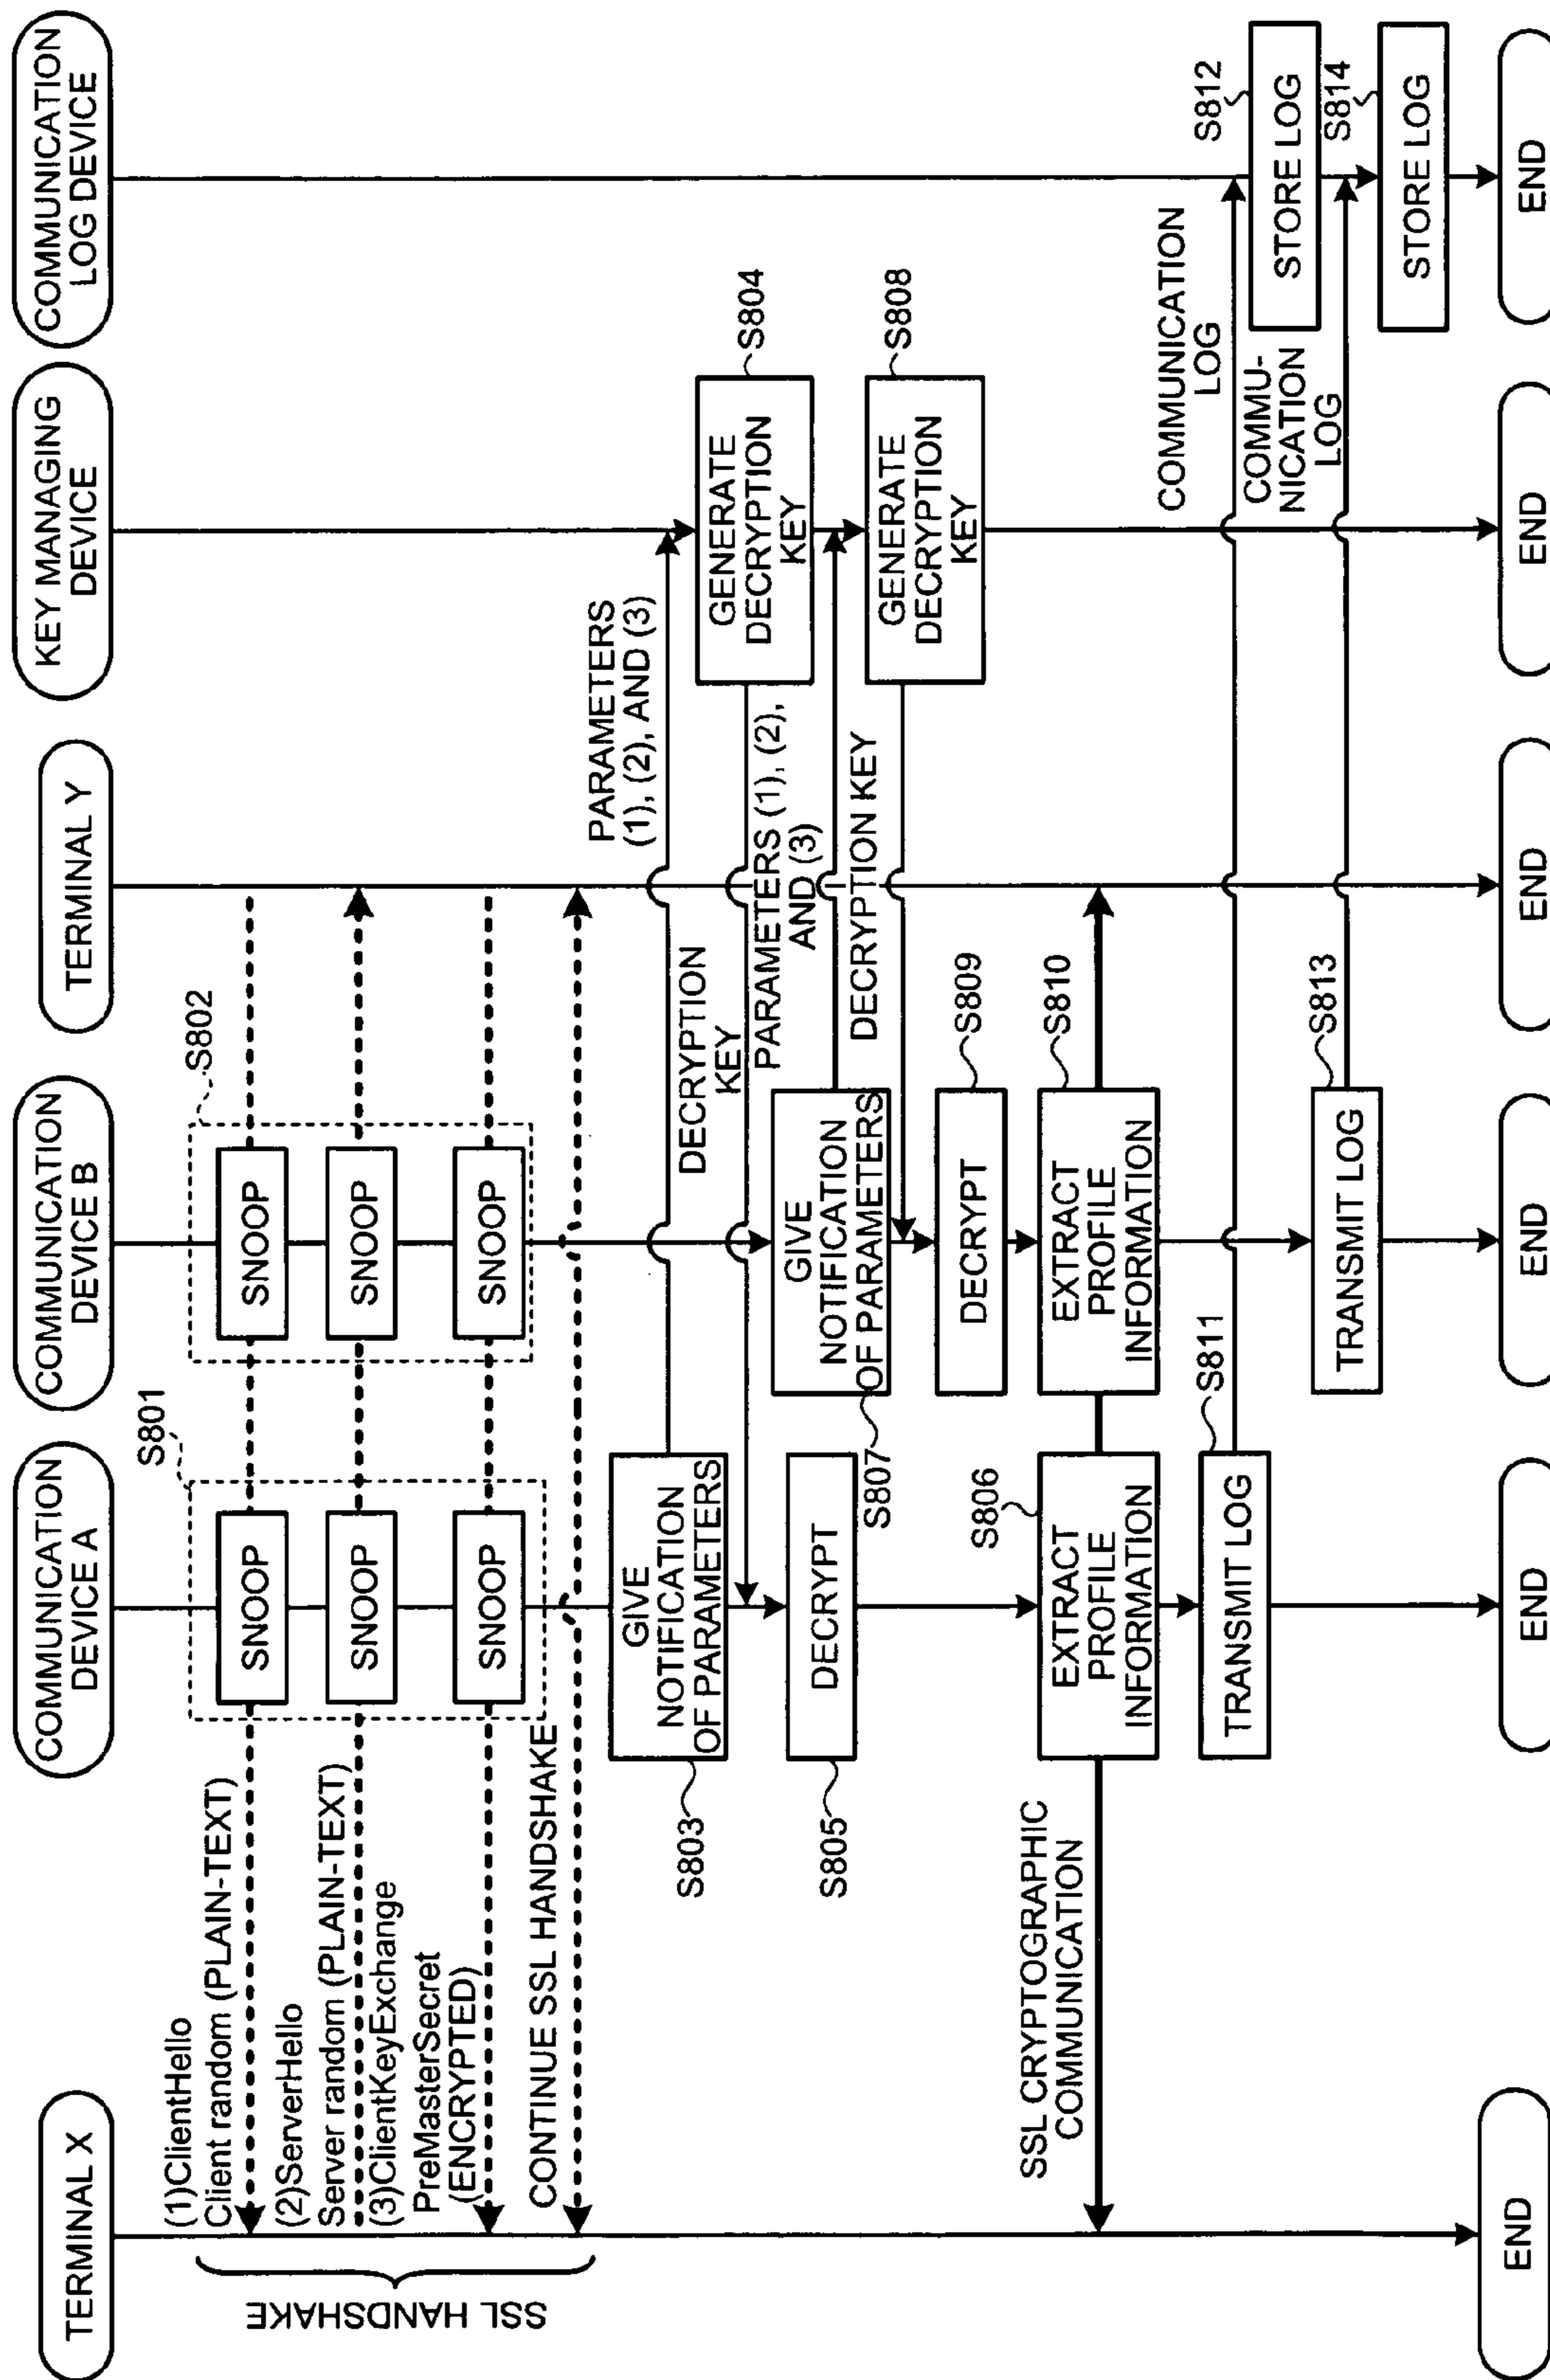 TERMINAL X
COMMUNICATION
DEVICE A
COMMUNICATION
DEVICE B
TERMINAL Y
KEY MANAGING
DEVICE
COMMUNICATION
LOG DEVICE
SSL HANDSHAKE
(1)ClientHello
Client random (PLAIN-TEXT)
S801
S802
SNOOP
SNOOP
(2)ServerHello
Server random (PLAIN-TEXT)
SNOOP
SNOOP
(3)ClientKeyExchange
PreMasterSecret
(ENCRYPTED)
SNOOP
SNOOP
CONTINUE SSL HANDSHAKE
S803
GIVE
NOTIFICATION
OF PARAMETERS
PARAMETERS
(1), (2), AND (3)
S804
GENERATE
DECRYPTION
KEY
DECRYPTION
KEY
S805
DECRYPT
S807
GIVE
NOTIFICATION
OF PARAMETERS
PARAMETERS (1), (2),
AND (3)
S808
GENERATE
DECRYPTION
KEY
DECRYPTION KEY
S809
DECRYPT
SSL CRYPTOGRAPHIC
COMMUNICATION
S806
EXTRACT
PROFILE
INFORMATION
S810
EXTRACT
PROFILE
INFORMATION
S811
TRANSMIT LOG
COMMUNICATION
LOG
S812
STORE LOG
S813
TRANSMIT LOG
COMMU-
NICATION
LOG
S814
STORE LOG
END
END
END
END
END
END